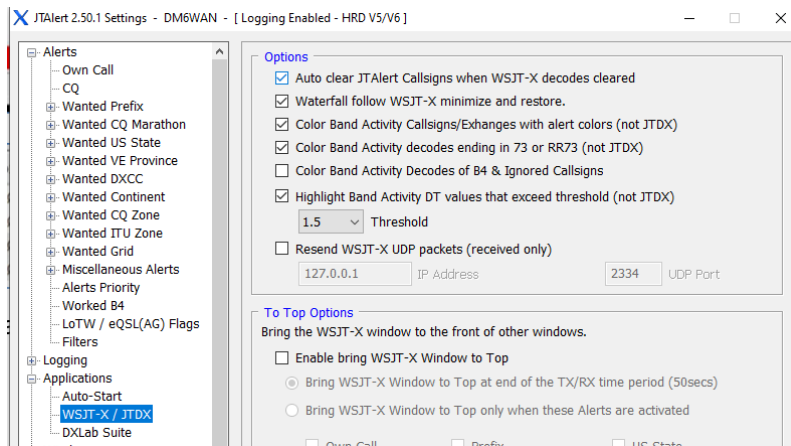 JTAlert 2.50.1 Settings - DM6WAN - [ Logging Enabled - HRD V5/V6 ]
Alerts
Own Call
CQ
Wanted Prefix
Wanted CQ Marathon
Wanted US State
Wanted VE Province
Wanted DXCC
Wanted Continent
Wanted CQ Zone
Wanted ITU Zone
Wanted Grid
Miscellaneous Alerts
Alerts Priority
Worked B4
LoTW / eQSL(AG) Flags
Filters
Logging
Applications
Auto-Start
WSJT-X / JTDX
DXLab Suite
Options
Auto clear JTAlert Callsigns when WSJT-X decodes cleared
Waterfall follow WSJT-X minimize and restore.
Color Band Activity Callsigns/Exhanges with alert colors (not JTDX)
Color Band Activity decodes ending in 73 or RR73 (not JTDX)
Color Band Activity Decodes of B4 & Ignored Callsigns
Highlight Band Activity DT values that exceed threshold (not JTDX)
1.5 Threshold
Resend WSJT-X UDP packets (received only)
127.0.0.1 IP Address 2334 UDP Port
To Top Options
Bring the WSJT-X window to the front of other windows.
Enable bring WSJT-X Window to Top
Bring WSJT-X Window to Top at end of the TX/RX time period (50secs)
Bring WSJT-X Window to Top only when these Alerts are activated
Own Call Prefix US State